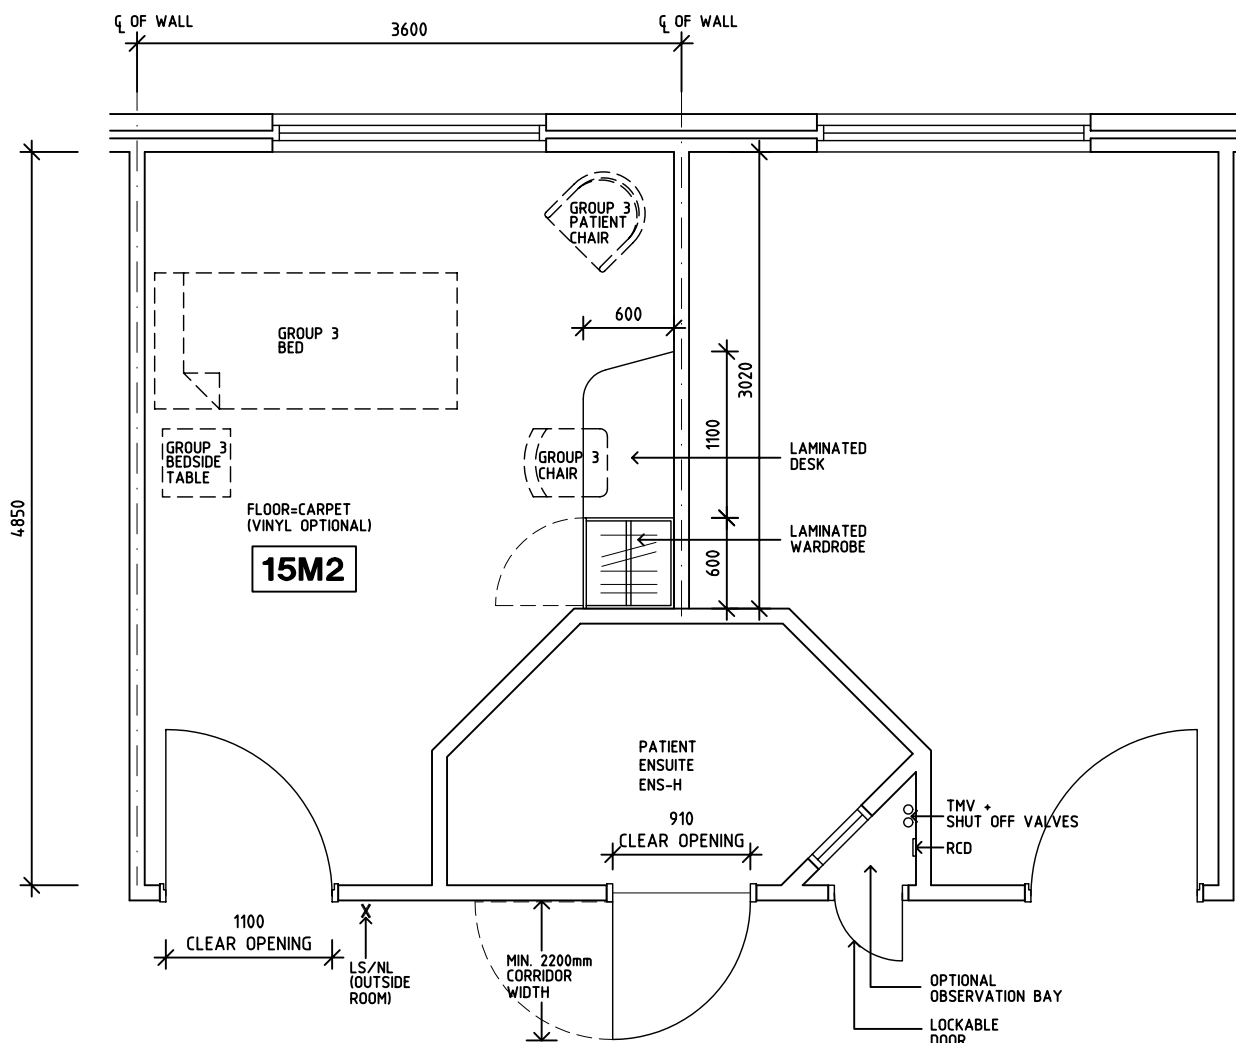 ℄ OF WALL
3600
℄ OF WALL
GROUP 3
PATIENT
CHAIR
600
GROUP 3
BED
3020
1100
GROUP 3
BEDSIDE
TABLE
GROUP 3
CHAIR
LAMINATED
DESK
4850
FLOOR=CARPET
(VINYL OPTIONAL)
15M2
LAMINATED
WARDROBE
600
PATIENT
ENSUITE
ENS-H
910
CLEAR OPENING
TMV +
SHUT OFF VALVES
RCD
1100
CLEAR OPENING
X
LS/NL
(OUTSIDE
ROOM)
MIN. 2200mm
CORRIDOR
WIDTH
OPTIONAL
OBSERVATION BAY
LOCKABLE
DOOR